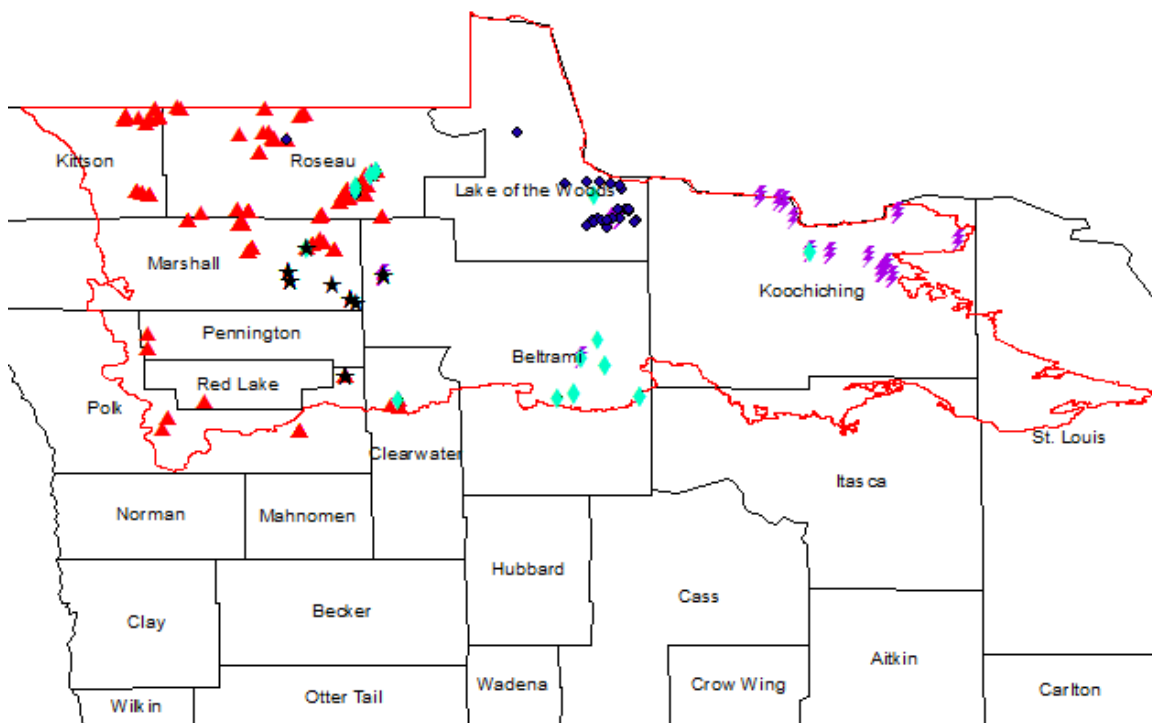 Kittson
Roseau
Lake of the Woods
Marshall
Koochiching
Pennington
Beltrami
Red Lake
Polk
St. Louis
Clearwater
Itasca
Norman
Mahnomen
Hubbard
Cass
Becker
Clay
Aitkin
Wadena
Crow Wing
Carlton
Otter Tail
Wilkin